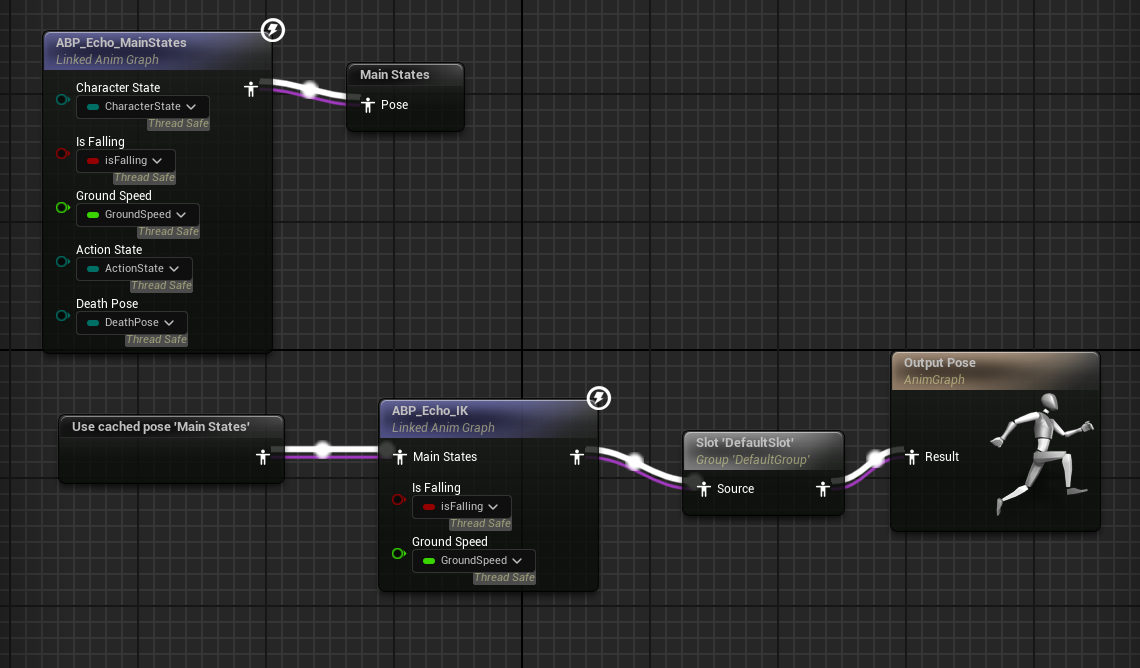 ABP_Echo_MainStates
Linked Anim Graph
Character State
CharacterState
Thread Safe
Is Falling
isFalling
Thread Safe
Ground Speed
GroundSpeed
Thread Safe
Action State
ActionState
Thread Safe
Death Pose
DeathPose
Thread Safe
Main States
Pose
Use cached pose 'Main States'
ABP_Echo_IK
Linked Anim Graph
Main States
Is Falling
isFalling
Thread Safe
Ground Speed
GroundSpeed
Thread Safe
Slot 'DefaultSlot'
Group 'DefaultGroup'
Source
Output Pose
AnimGraph
Result